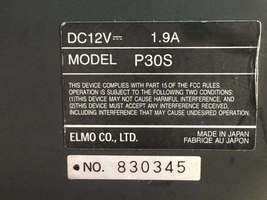 DC12V⎓ 1.9A
MODEL P30S
THIS DEVICE COMPLIES WITH PART 15 OF THE FCC RULES.
OPERATION IS SUBJECT TO THE FOLLOWING TWO CONDITIONS:
(1)THIS DEVICE MAY NOT CAUSE HARMFUL INTERFERENCE, AND
(2)THIS DEVICE MUST ACCEPT ANY INTERFERENCE RECEIVED,
INCLUDING INTERFERENCE THAT MAY CAUSE UNDESIRED OPERATION.
ELMO CO., LTD.
MADE IN JAPAN
FABRIQUE AU JAPON
NO. 830345